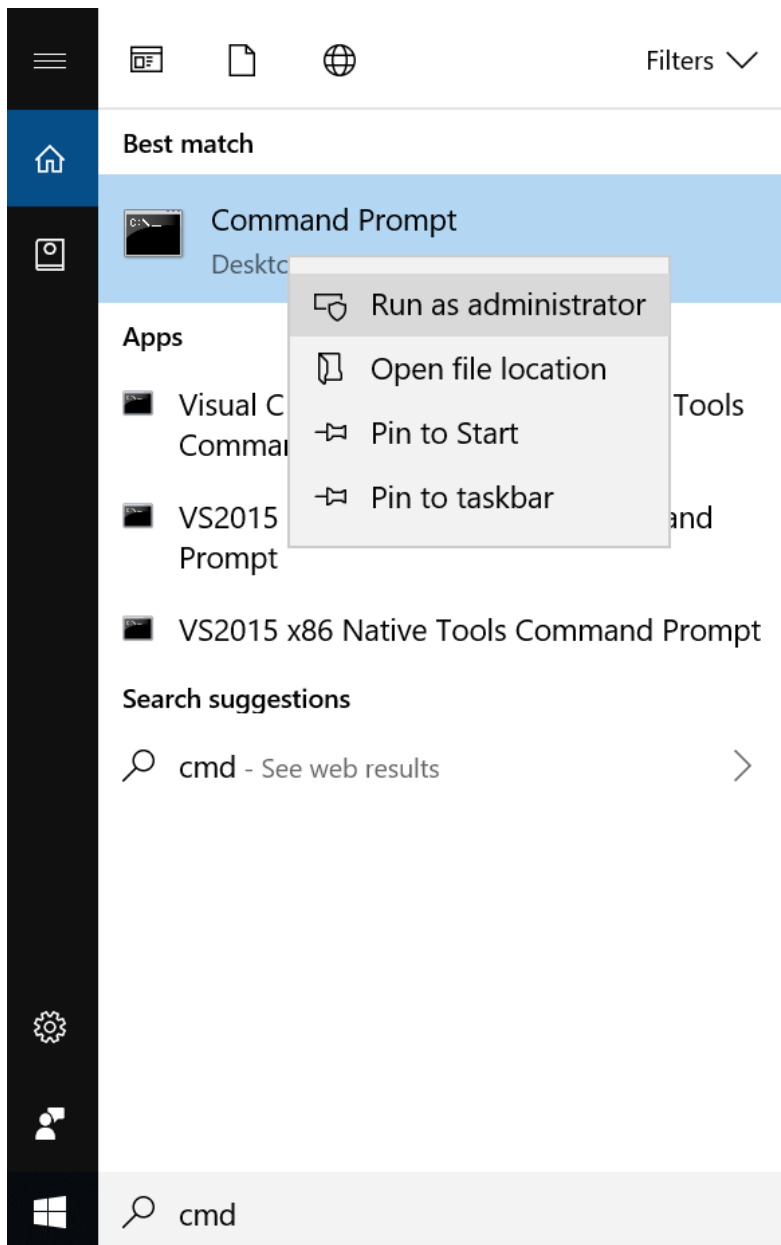 Filters
Best match
Command Prompt
Deskto
Run as administrator
Apps
Open file location
Visual C
Tools
Comman
Pin to Start
Pin to taskbar
VS2015
and
Prompt
VS2015 x86 Native Tools Command Prompt
Search suggestions
cmd - See web results
cmd